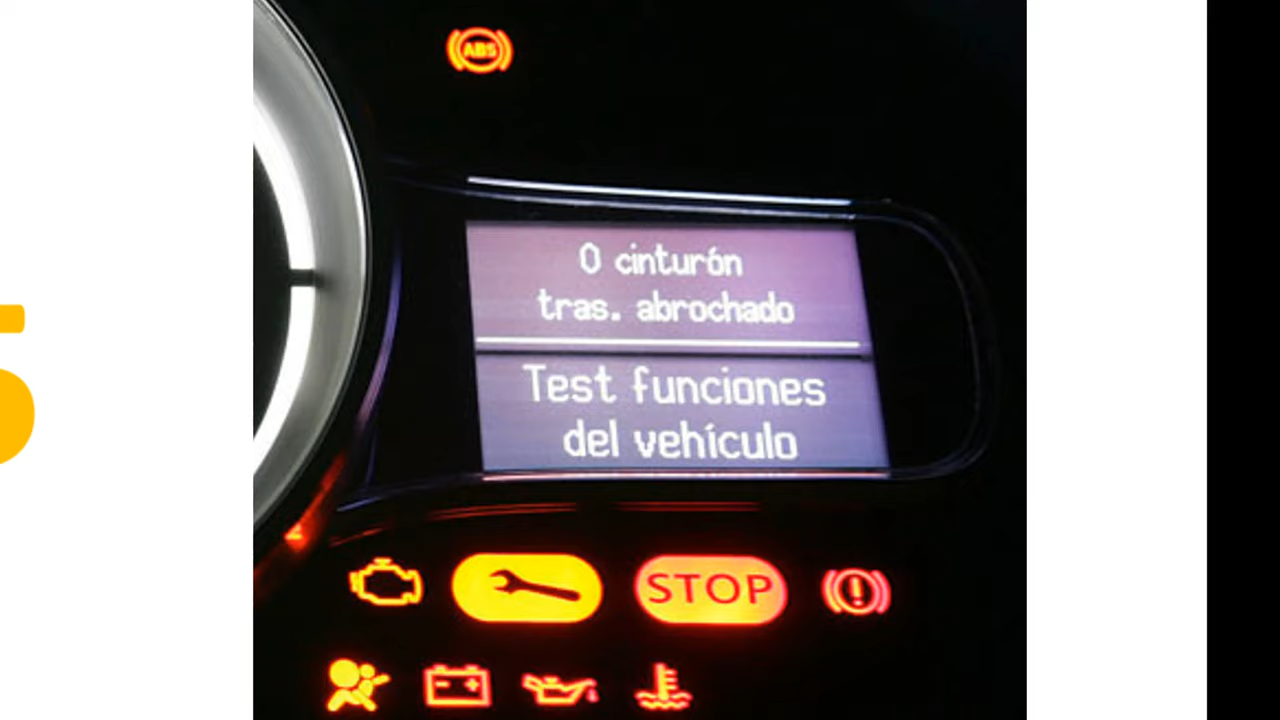 ABS
0 cinturón
tras. abrochado
Test funciones
del vehículo
STOP